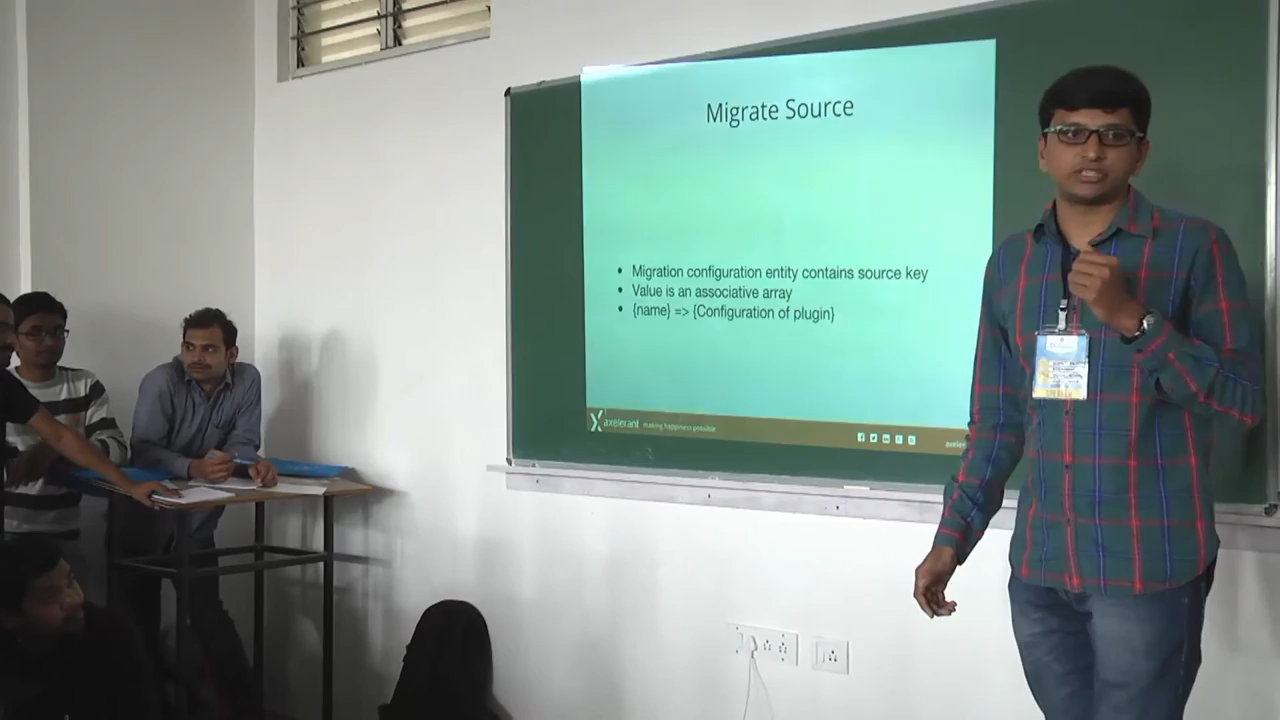 Migrate Source
• Migration configuration entity contains source key
• Value is an associative array
• {name} => {Configuration of plugin}
axelerant making happiness possible